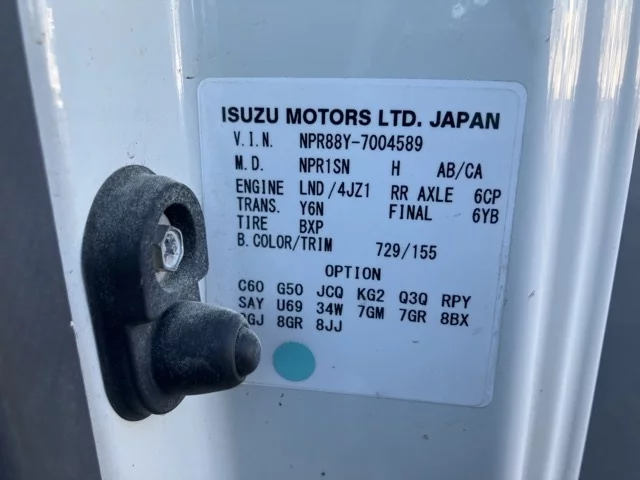 ISUZU MOTORS LTD. JAPAN
V.I.N. NPR88Y-7004589
M.D. NPR1SN H AB/CA
ENGINE LND/4JZ1 RR AXLE 6CP
TRANS. Y6N FINAL 6YB
TIRE BXP
B.COLOR/TRIM 729/155
OPTION
C60 G50 JCQ KG2 Q3Q RPY
SAY U69 34W 7GM 7GR 8BX
8GR 8JJ